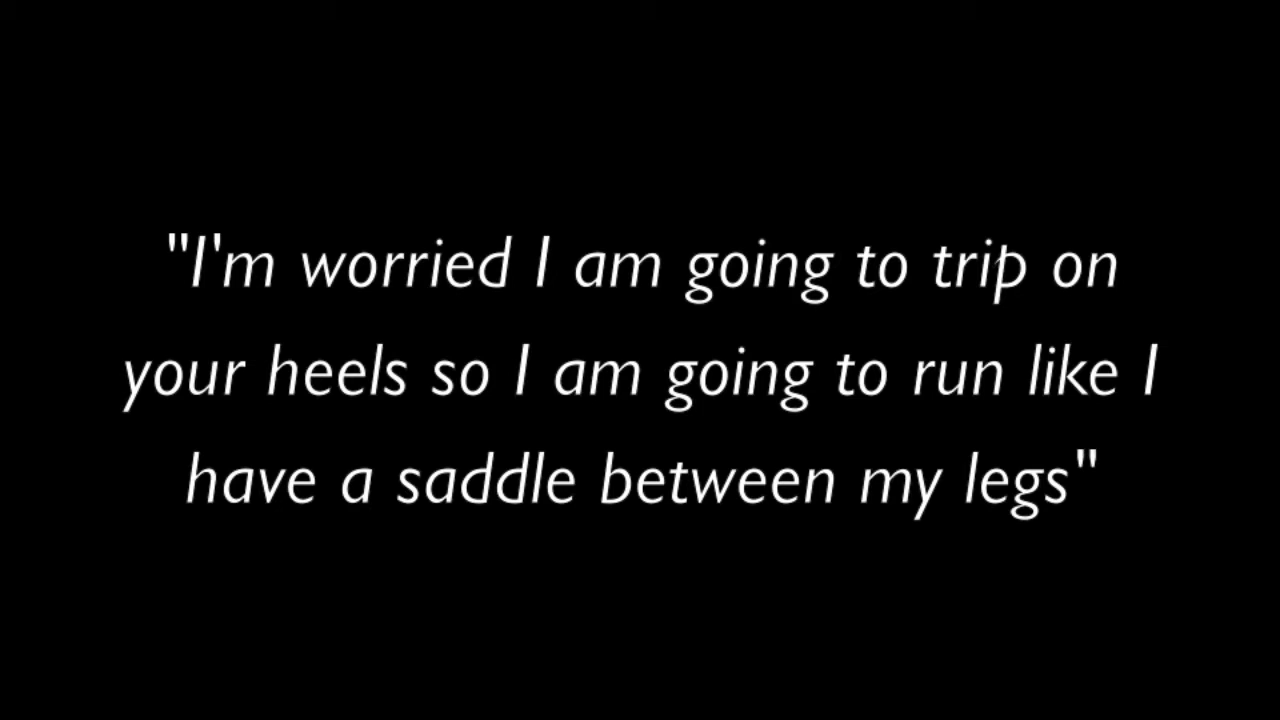 "I'm worried I am going to trip on
your heels so I am going to run like I
have a saddle between my legs"